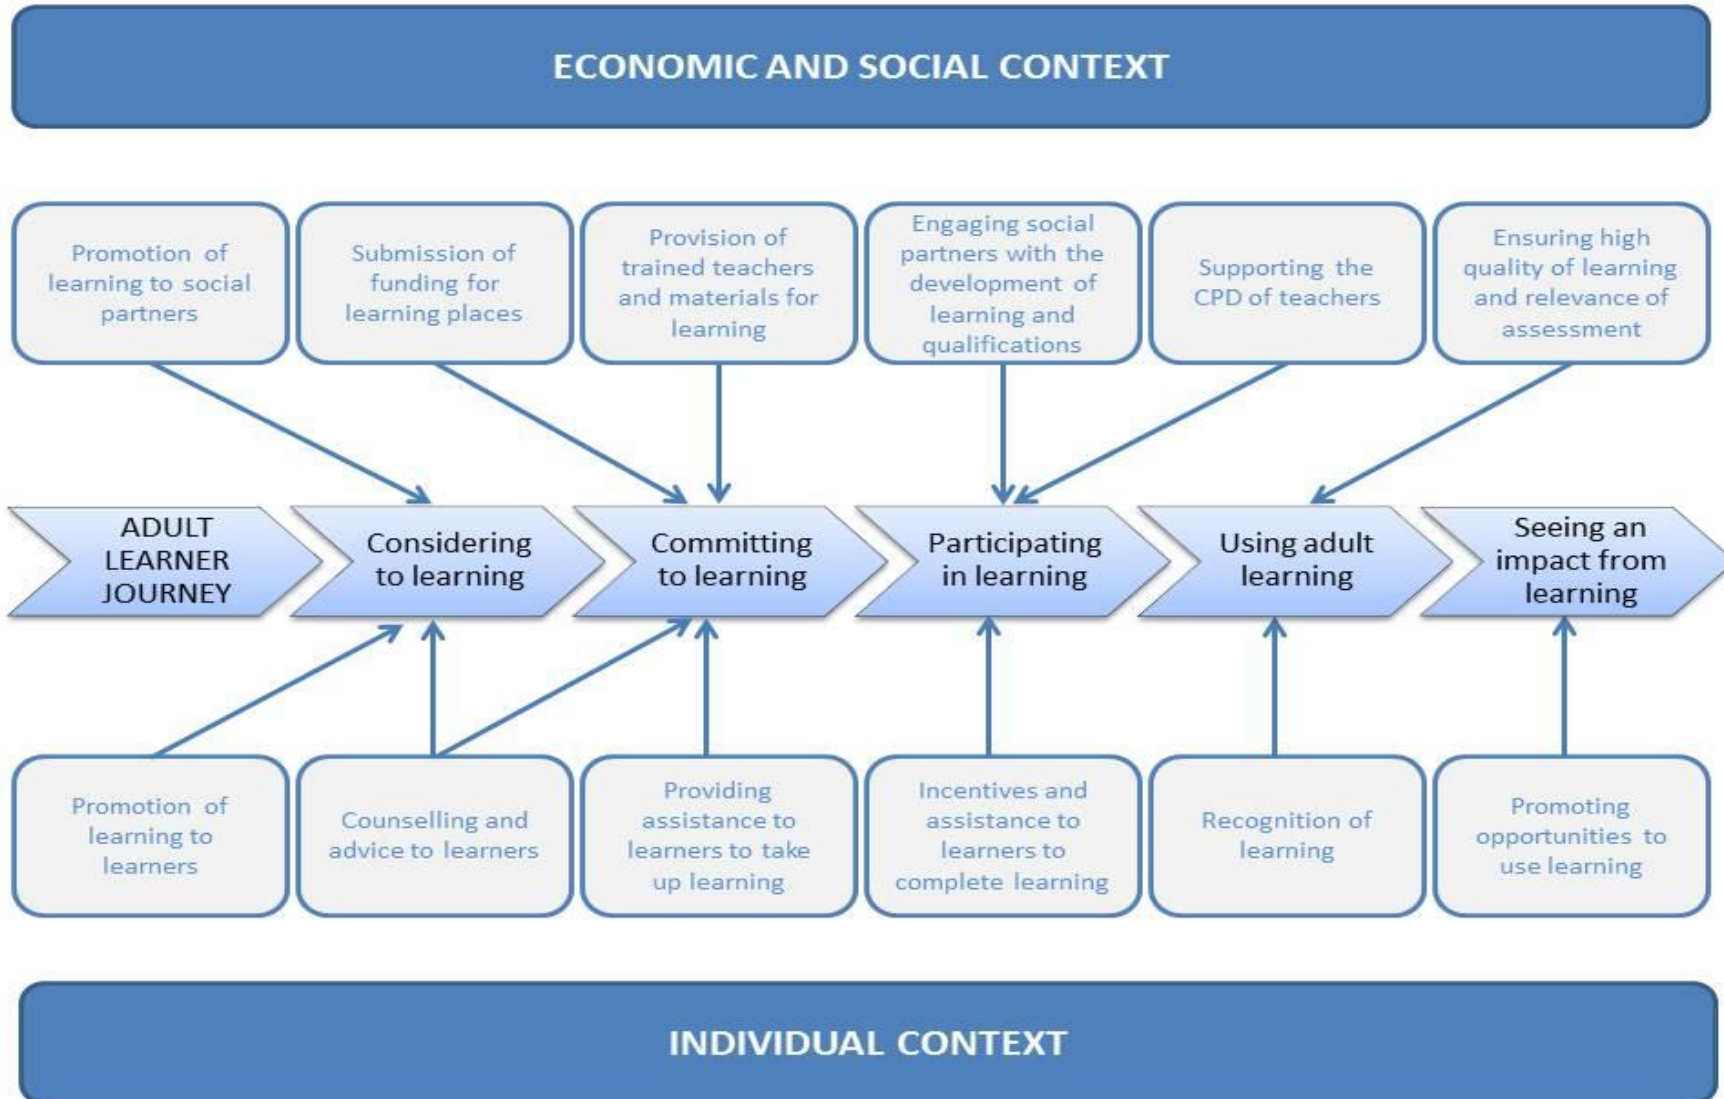 ECONOMIC AND SOCIAL CONTEXT
Promotion of
learning to social
partners
Submission of
funding for
learning places
Provision of
trained teachers
and materials for
learning
Engaging social
partners with the
development of
learning and
qualifications
Supporting the
CPD of teachers
Ensuring high
quality of learning
and relevance of
assessment
ADULT
LEARNER
JOURNEY
Considering
to learning
Committing
to learning
Participating
in learning
Using adult
learning
Seeing an
impact from
learning
Promotion of
learning to
learners
Counselling and
advice to learners
Providing
assistance to
learners to take
up learning
Incentives and
assistance to
learners to
complete learning
Recognition of
learning
Promoting
opportunities to
use learning
INDIVIDUAL CONTEXT